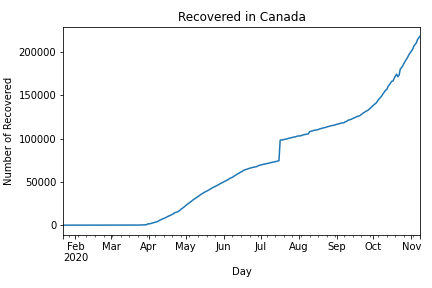 Recovered in Canada
Number of Recovered
200000
150000
100000
50000
0
Feb Mar Apr May Jun Jul Aug Sep Oct Nov
2020
Day